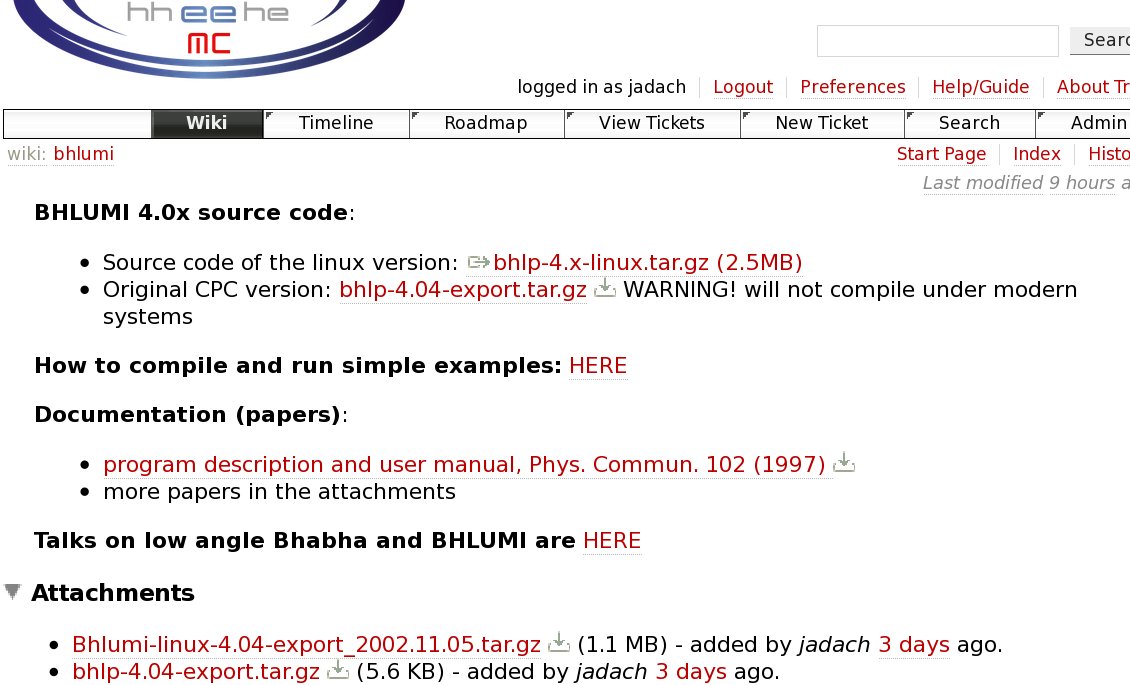 hh ee he
MC
Searc
logged in as jadach Logout Preferences Help/Guide About Tr
Wiki Timeline Roadmap View Tickets New Ticket Search Admin
wiki: bhlumi Start Page Index Histo
Last modified 9 hours a
BHLUMI 4.0x source code:
• Source code of the linux version: bhlp-4.x-linux.tar.gz (2.5MB)
• Original CPC version: bhlp-4.04-export.tar.gz WARNING! will not compile under modern
systems
How to compile and run simple examples: HERE
Documentation (papers):
• program description and user manual, Phys. Commun. 102 (1997)
• more papers in the attachments
Talks on low angle Bhabha and BHLUMI are HERE
Attachments
• Bhlumi-linux-4.04-export_2002.11.05.tar.gz (1.1 MB) - added by jadach 3 days ago.
• bhlp-4.04-export.tar.gz (5.6 KB) - added by jadach 3 days ago.